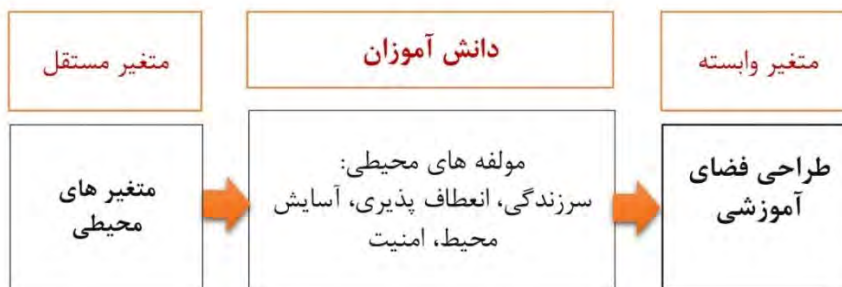 متغیر مستقل
دانش آموزان
متغیر وابسته
متغیر های
محیطی
مولفه های محیطی:
سرزندگی، انعطاف پذیری، آسایش
محیط، امنیت
طراحی فضای
آموزشی